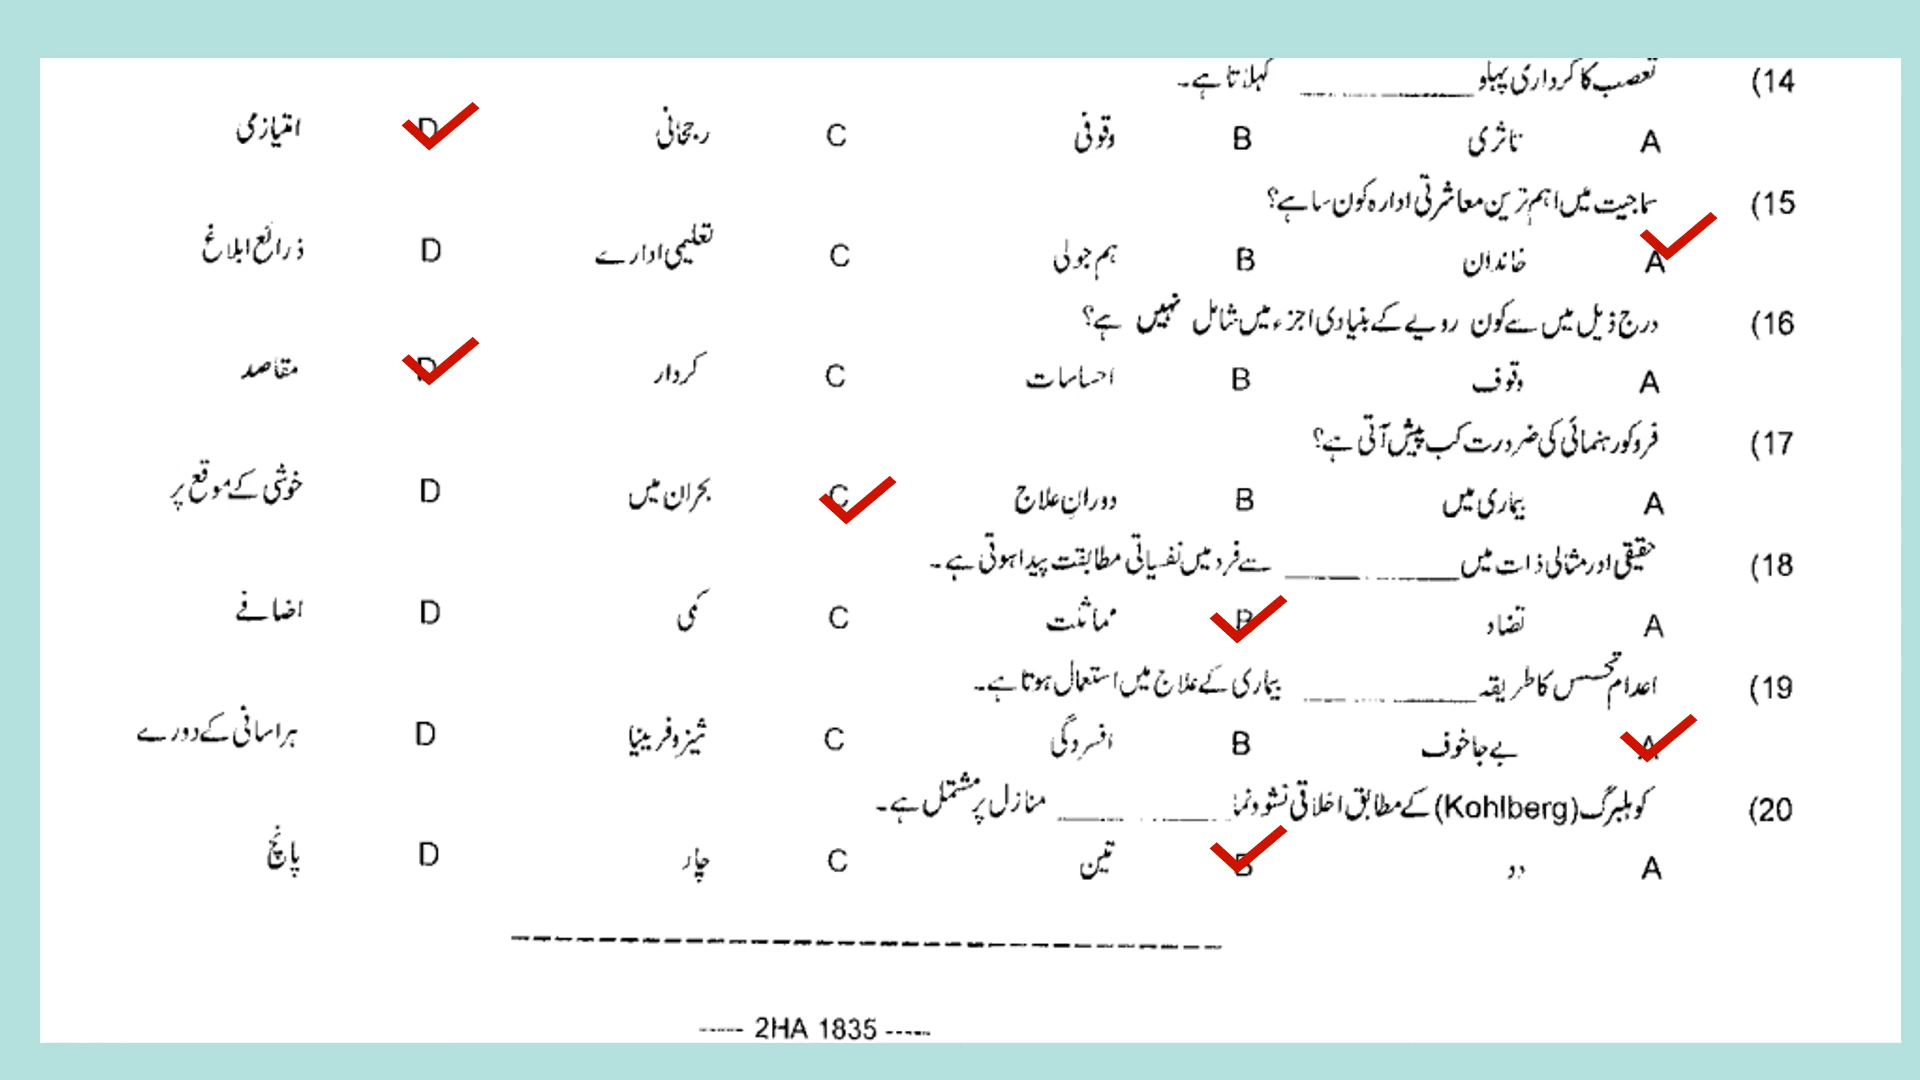 (14 تعصب کا کرداری پہلو ____________ کہلاتا ہے۔
A تاثری B وقوفی C رجحانی D امتیازی
(15 سماجیت میں اہم ترین معاشرتی ادارہ کون سا ہے؟
A خاندان B ہم جولی C تعلیمی ادارے D ذرائع ابلاغ
(16 درج ذیل میں سے کون رویے کے بنیادی اجزء میں شامل نہیں ہے؟
A وقوف B احساسات C کردار D مقاصد
(17 فرد کو رہنمائی کی ضرورت کب پیش آتی ہے؟
A بیماری میں B دوران علاج C بحران میں D خوشی کے موقع پر
(18 حقیقی اور مثالی ذات میں ____________ سے فرد میں نفسیاتی مطابقت پیدا ہوتی ہے۔
A تضاد B مماثلت C کمی D اضافے
(19 اعدام تحسس کا طریقہ ____________ بیماری کے علاج میں استعمال ہوتا ہے۔
A بے جا خوف B افسردگی C شیزوفرینیا D ہراسانی کے دورے
(20 کوہلبرگ (Kohlberg) کے مطابق اخلاقی نشوونما ____________ منازل پر مشتمل ہے۔
A دو B تین C چار D پانچ
----- 2HA 1835 -----